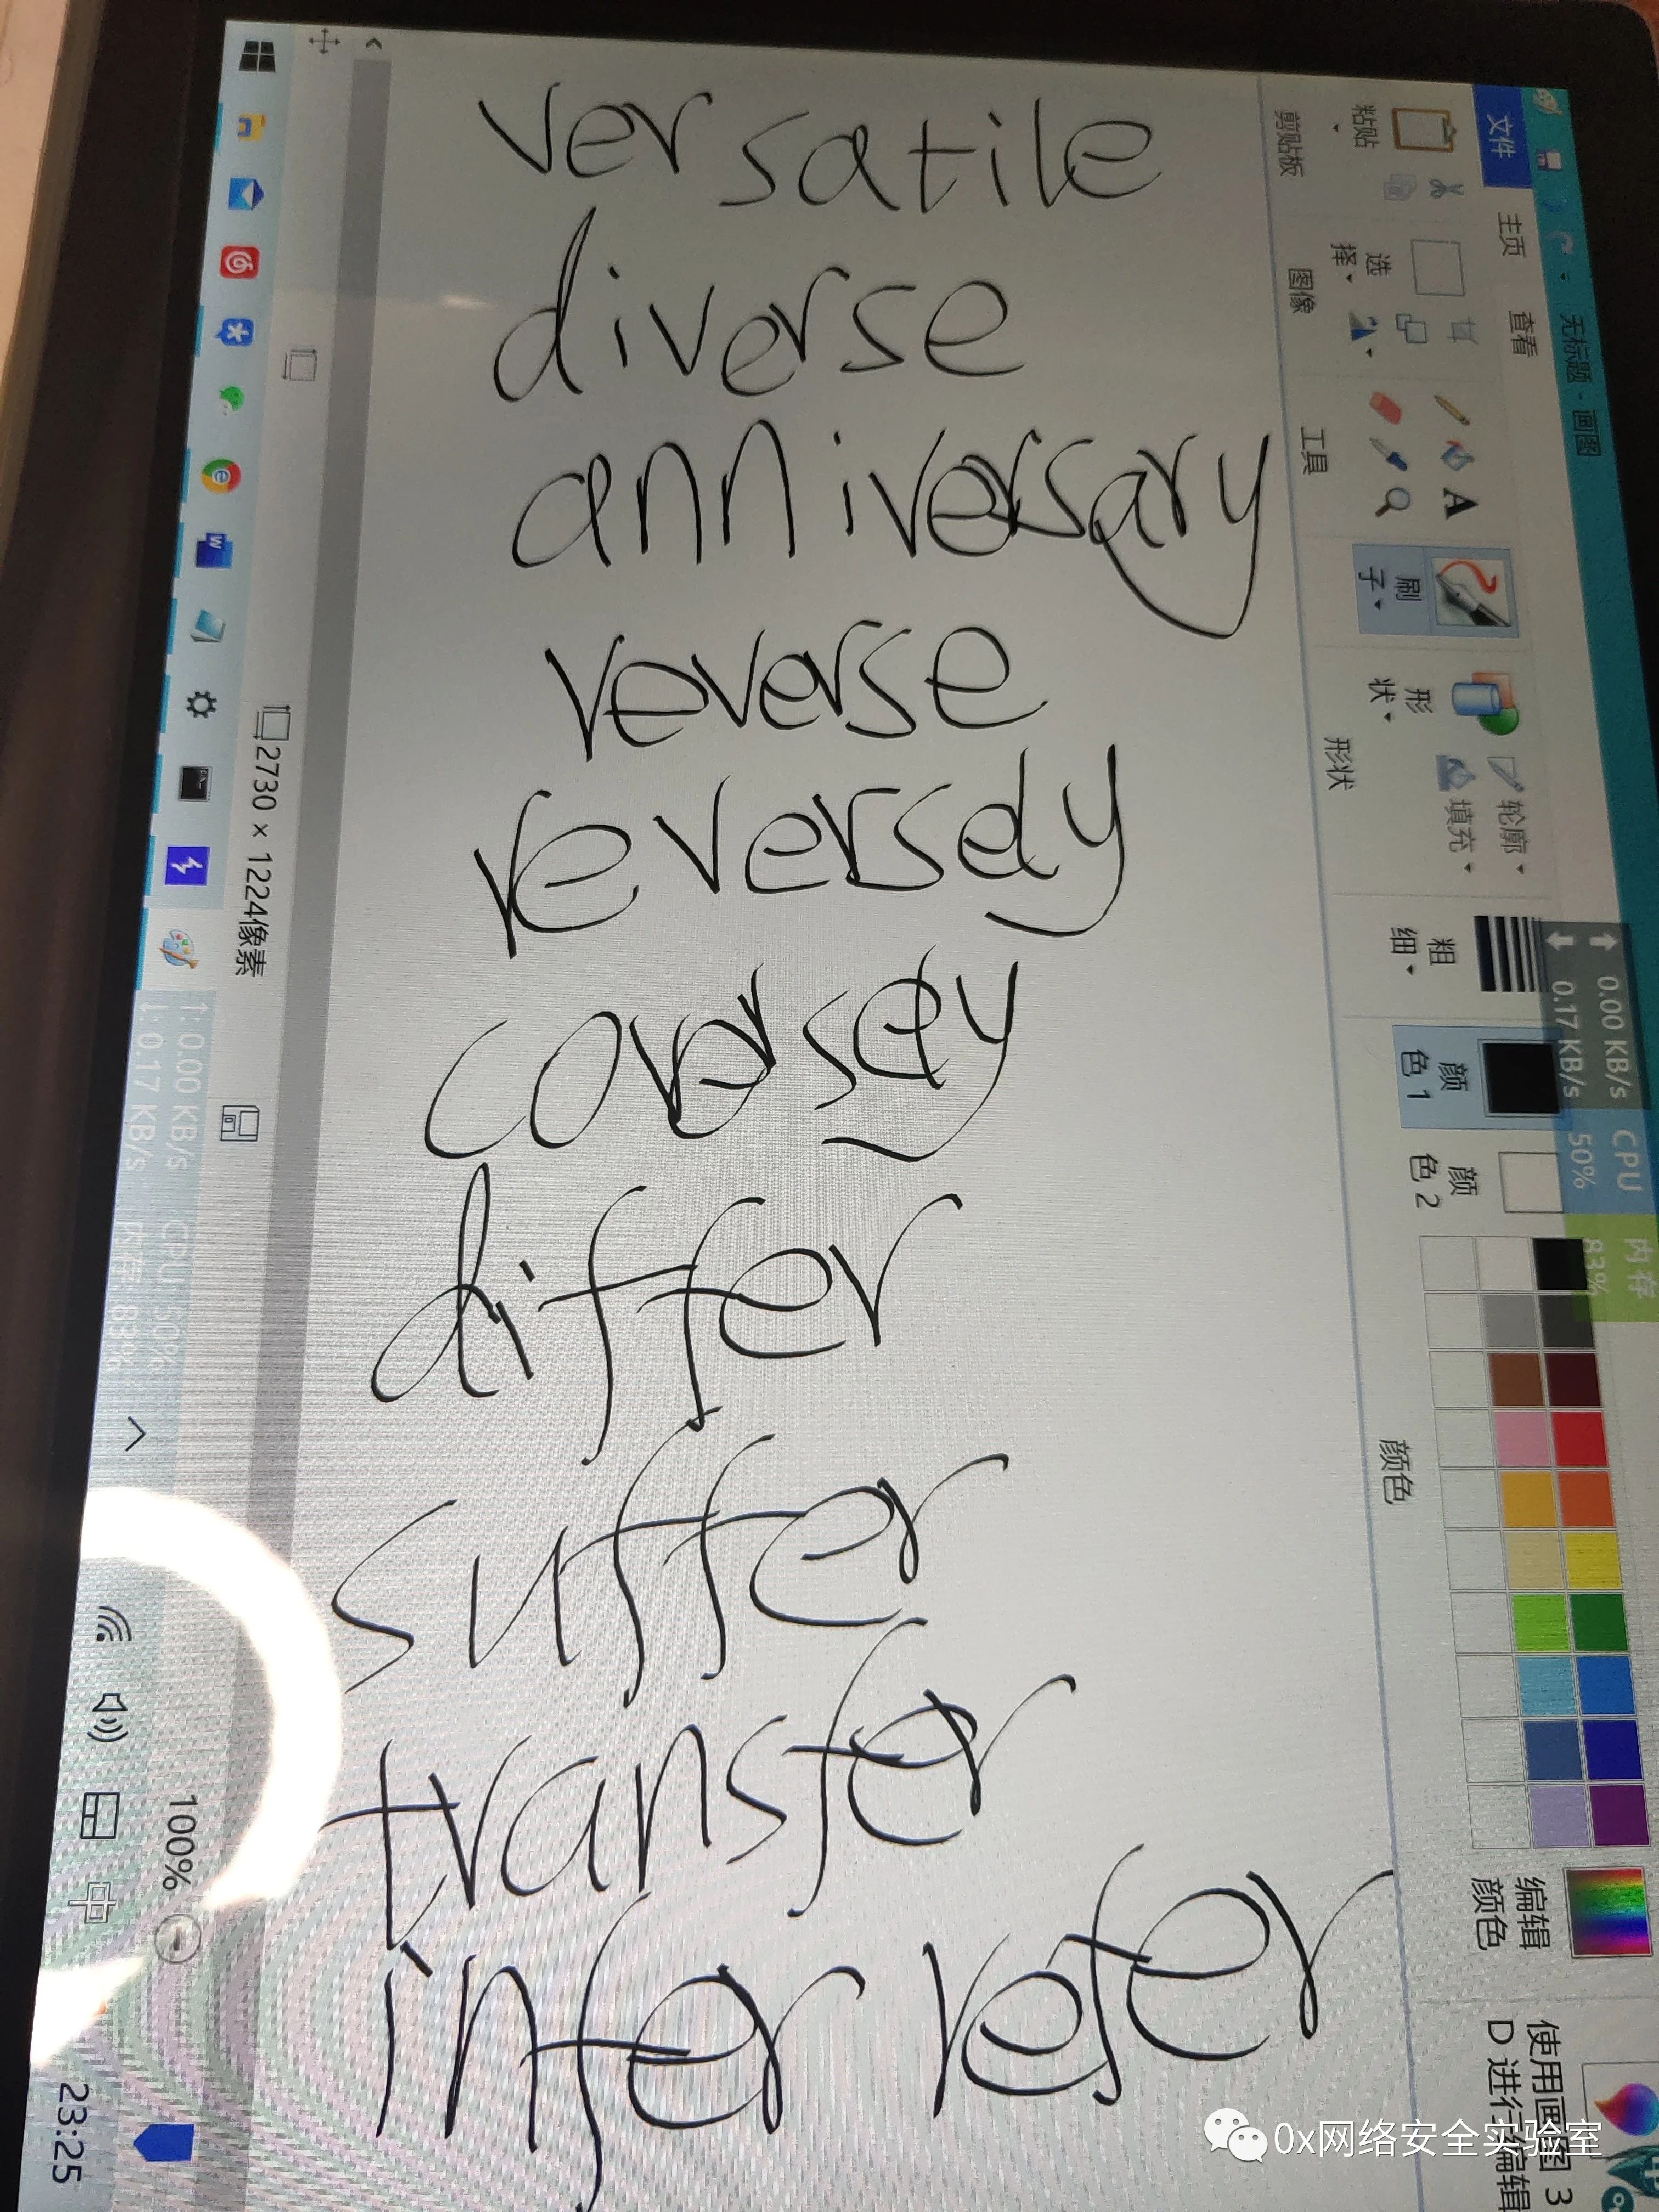 versatile
diverse
anniversary
reverse
reversely
coversely
differ
suffer
transfer
infer refer
无标题 - 画图
文件 主页 查看
粘贴
剪贴板
选择
图像
工具
刷子
形状
形状
轮廓
填充
粗细
颜色 1
颜色 2
颜色
编辑颜色
使用画图 3D 进行编辑
0.00 KB/s CPU 内存
0.17 KB/s 50% 83%
2730 × 1224像素
100%
↑: 0.00 KB/s CPU: 50%
↓: 0.17 KB/s 内存: 83%
中
23:25
0x网络安全实验室